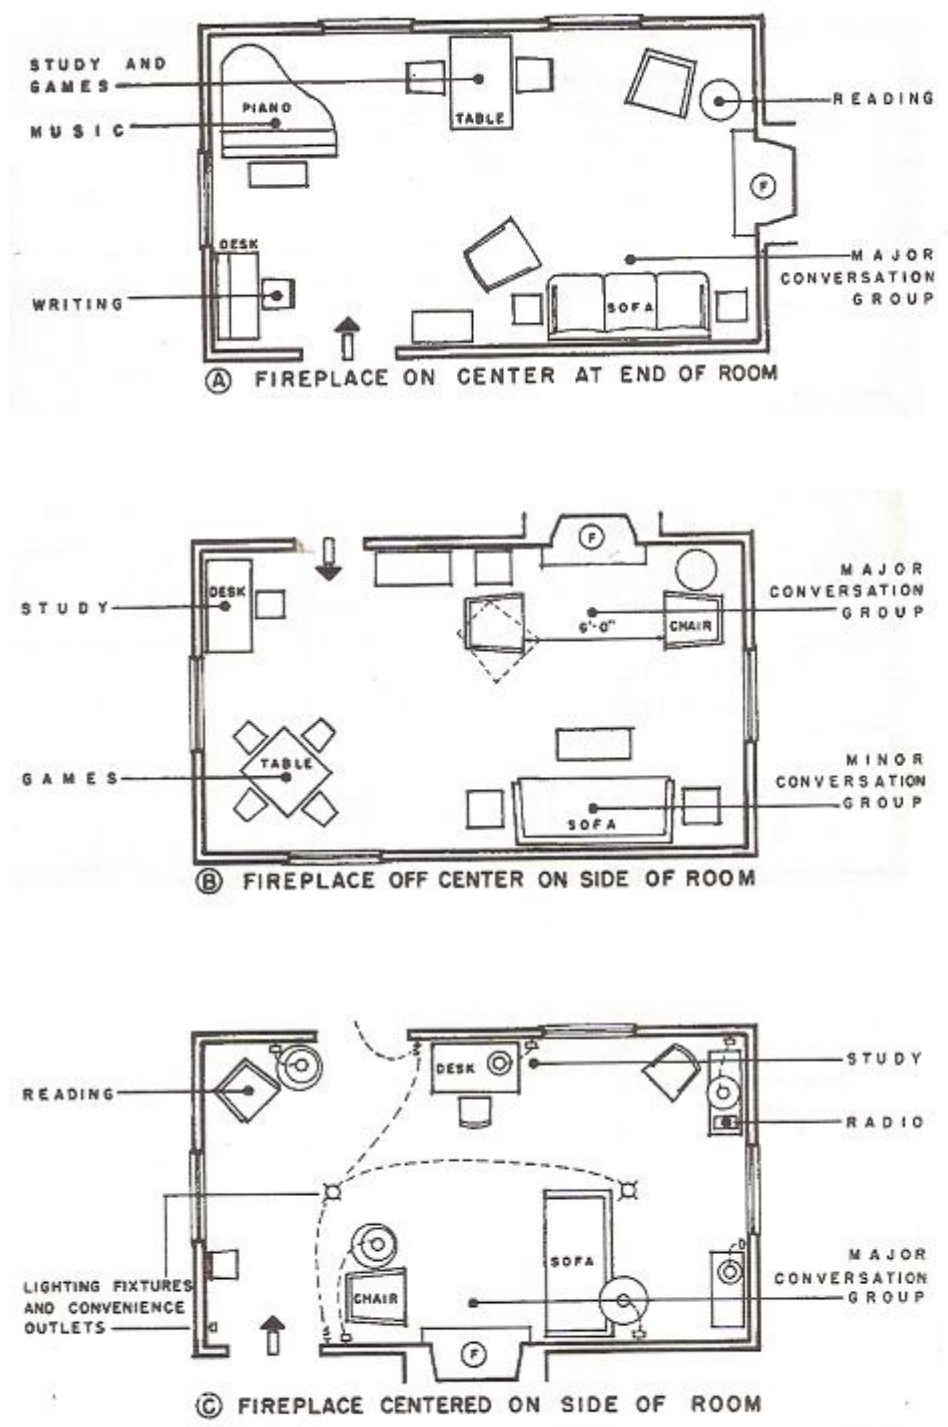 STUDY AND
GAMES
MUSIC
PIANO
TABLE
READING
F
DESK
WRITING
SOFA
MAJOR
CONVERSATION
GROUP
A FIREPLACE ON CENTER AT END OF ROOM
F
DESK
STUDY
MAJOR
CONVERSATION
GROUP
6'-0"
CHAIR
TABLE
GAMES
MINOR
CONVERSATION
GROUP
SOFA
B FIREPLACE OFF CENTER ON SIDE OF ROOM
DESK
STUDY
READING
RADIO
SOFA
CHAIR
LIGHTING FIXTURES
AND CONVENIENCE
OUTLETS
MAJOR
CONVERSATION
GROUP
F
C FIREPLACE CENTERED ON SIDE OF ROOM